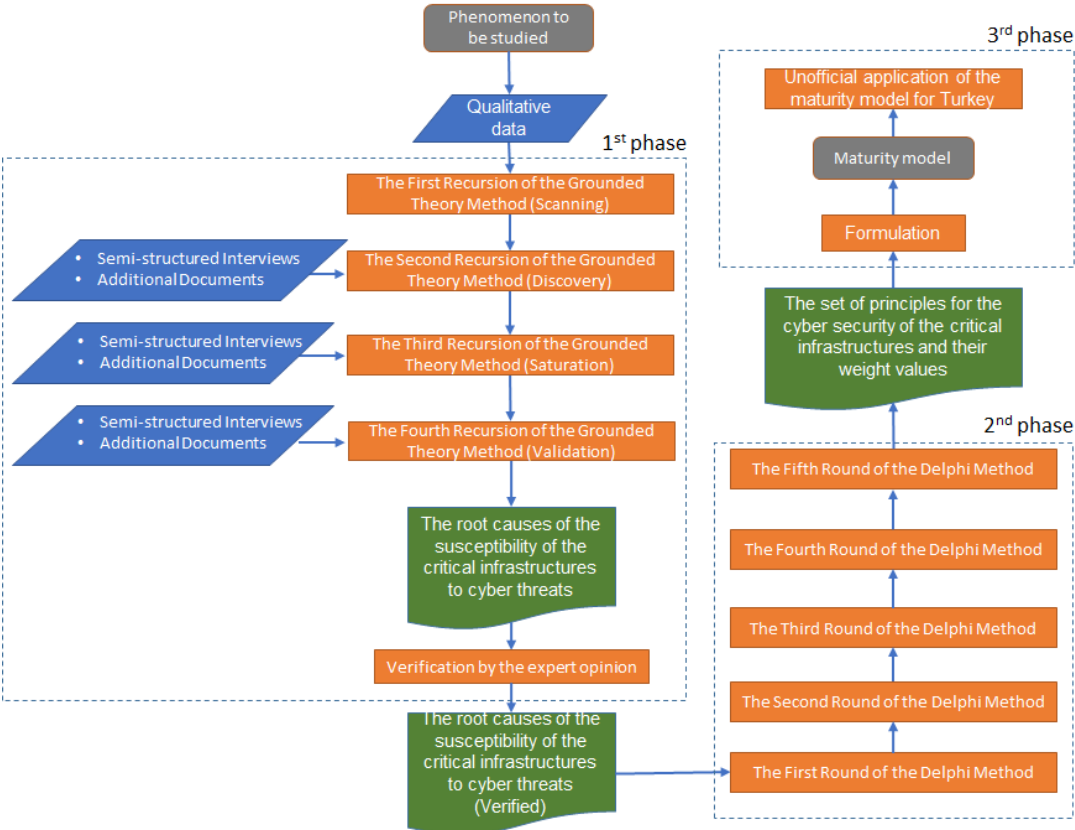 Phenomenon to
be studied
Qualitative
data
1st phase
The First Recursion of the Grounded
Theory Method (Scanning)
• Semi-structured Interviews
• Additional Documents
The Second Recursion of the Grounded
Theory Method (Discovery)
• Semi-structured Interviews
• Additional Documents
The Third Recursion of the Grounded
Theory Method (Saturation)
• Semi-structured Interviews
• Additional Documents
The Fourth Recursion of the Grounded
Theory Method (Validation)
The root causes of the
susceptibility of the
critical infrastructures
to cyber threats
Verification by the expert opinion
The root causes of the
susceptibility of the
critical infrastructures
to cyber threats
(Verified)
2nd phase
The First Round of the Delphi Method
The Second Round of the Delphi Method
The Third Round of the Delphi Method
The Fourth Round of the Delphi Method
The Fifth Round of the Delphi Method
The set of principles for the
cyber security of the critical
infrastructures and their
weight values
3rd phase
Formulation
Maturity model
Unofficial application of the
maturity model for Turkey